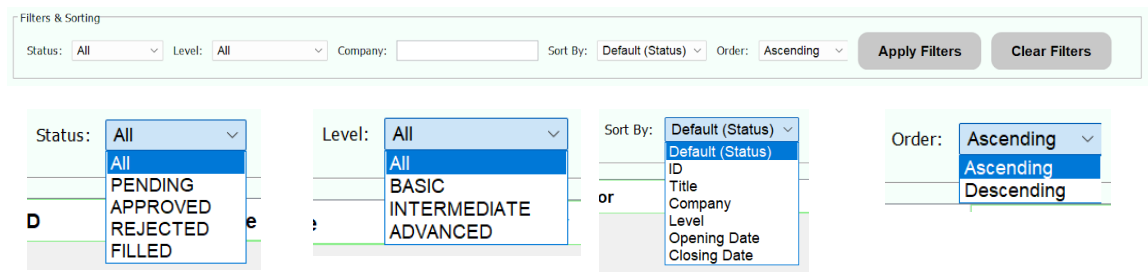 Filters & Sorting
Status: All Level: All Company: Sort By: Default (Status) Order: Ascending Apply Filters Clear Filters
Status: All
All
PENDING
APPROVED
REJECTED
FILLED
D
e
Level: All
All
BASIC
INTERMEDIATE
ADVANCED
e
Sort By: Default (Status)
Default (Status)
ID
Title
Company
Level
Opening Date
Closing Date
or
Order: Ascending
Ascending
Descending